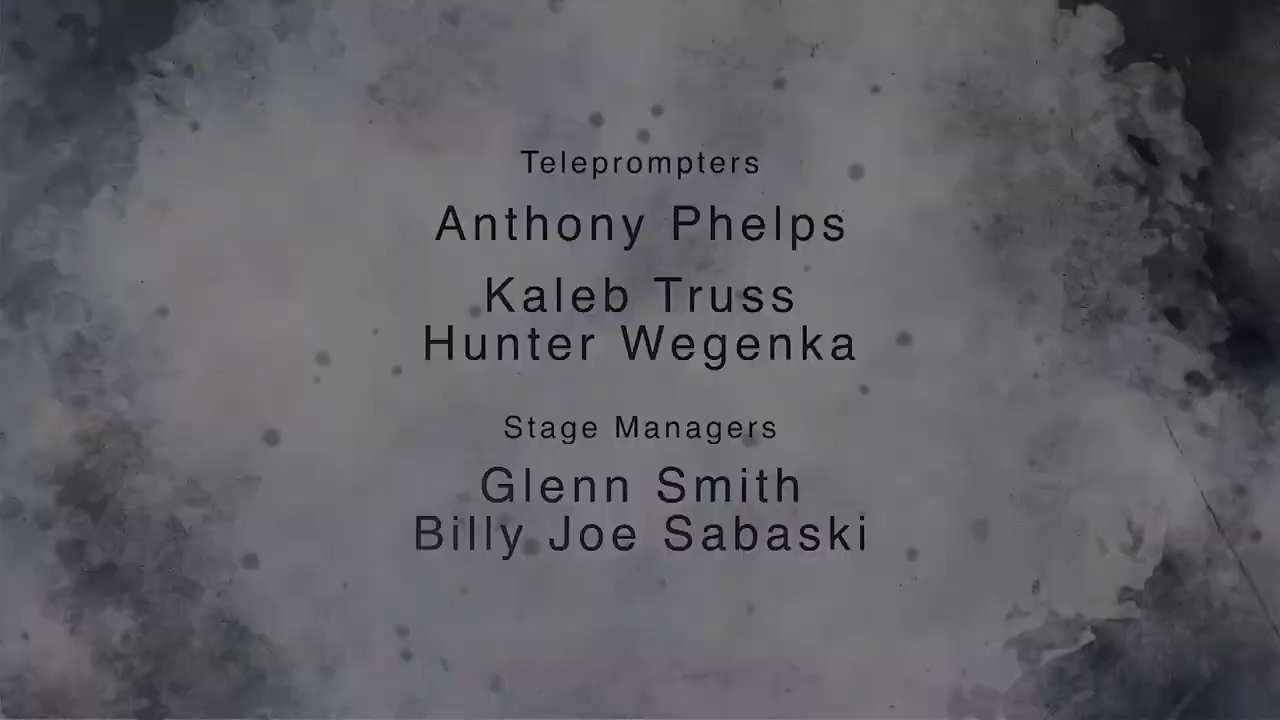 Teleprompters
Anthony Phelps
Kaleb Truss
Hunter Wegenka
Stage Managers
Glenn Smith
Billy Joe Sabaski